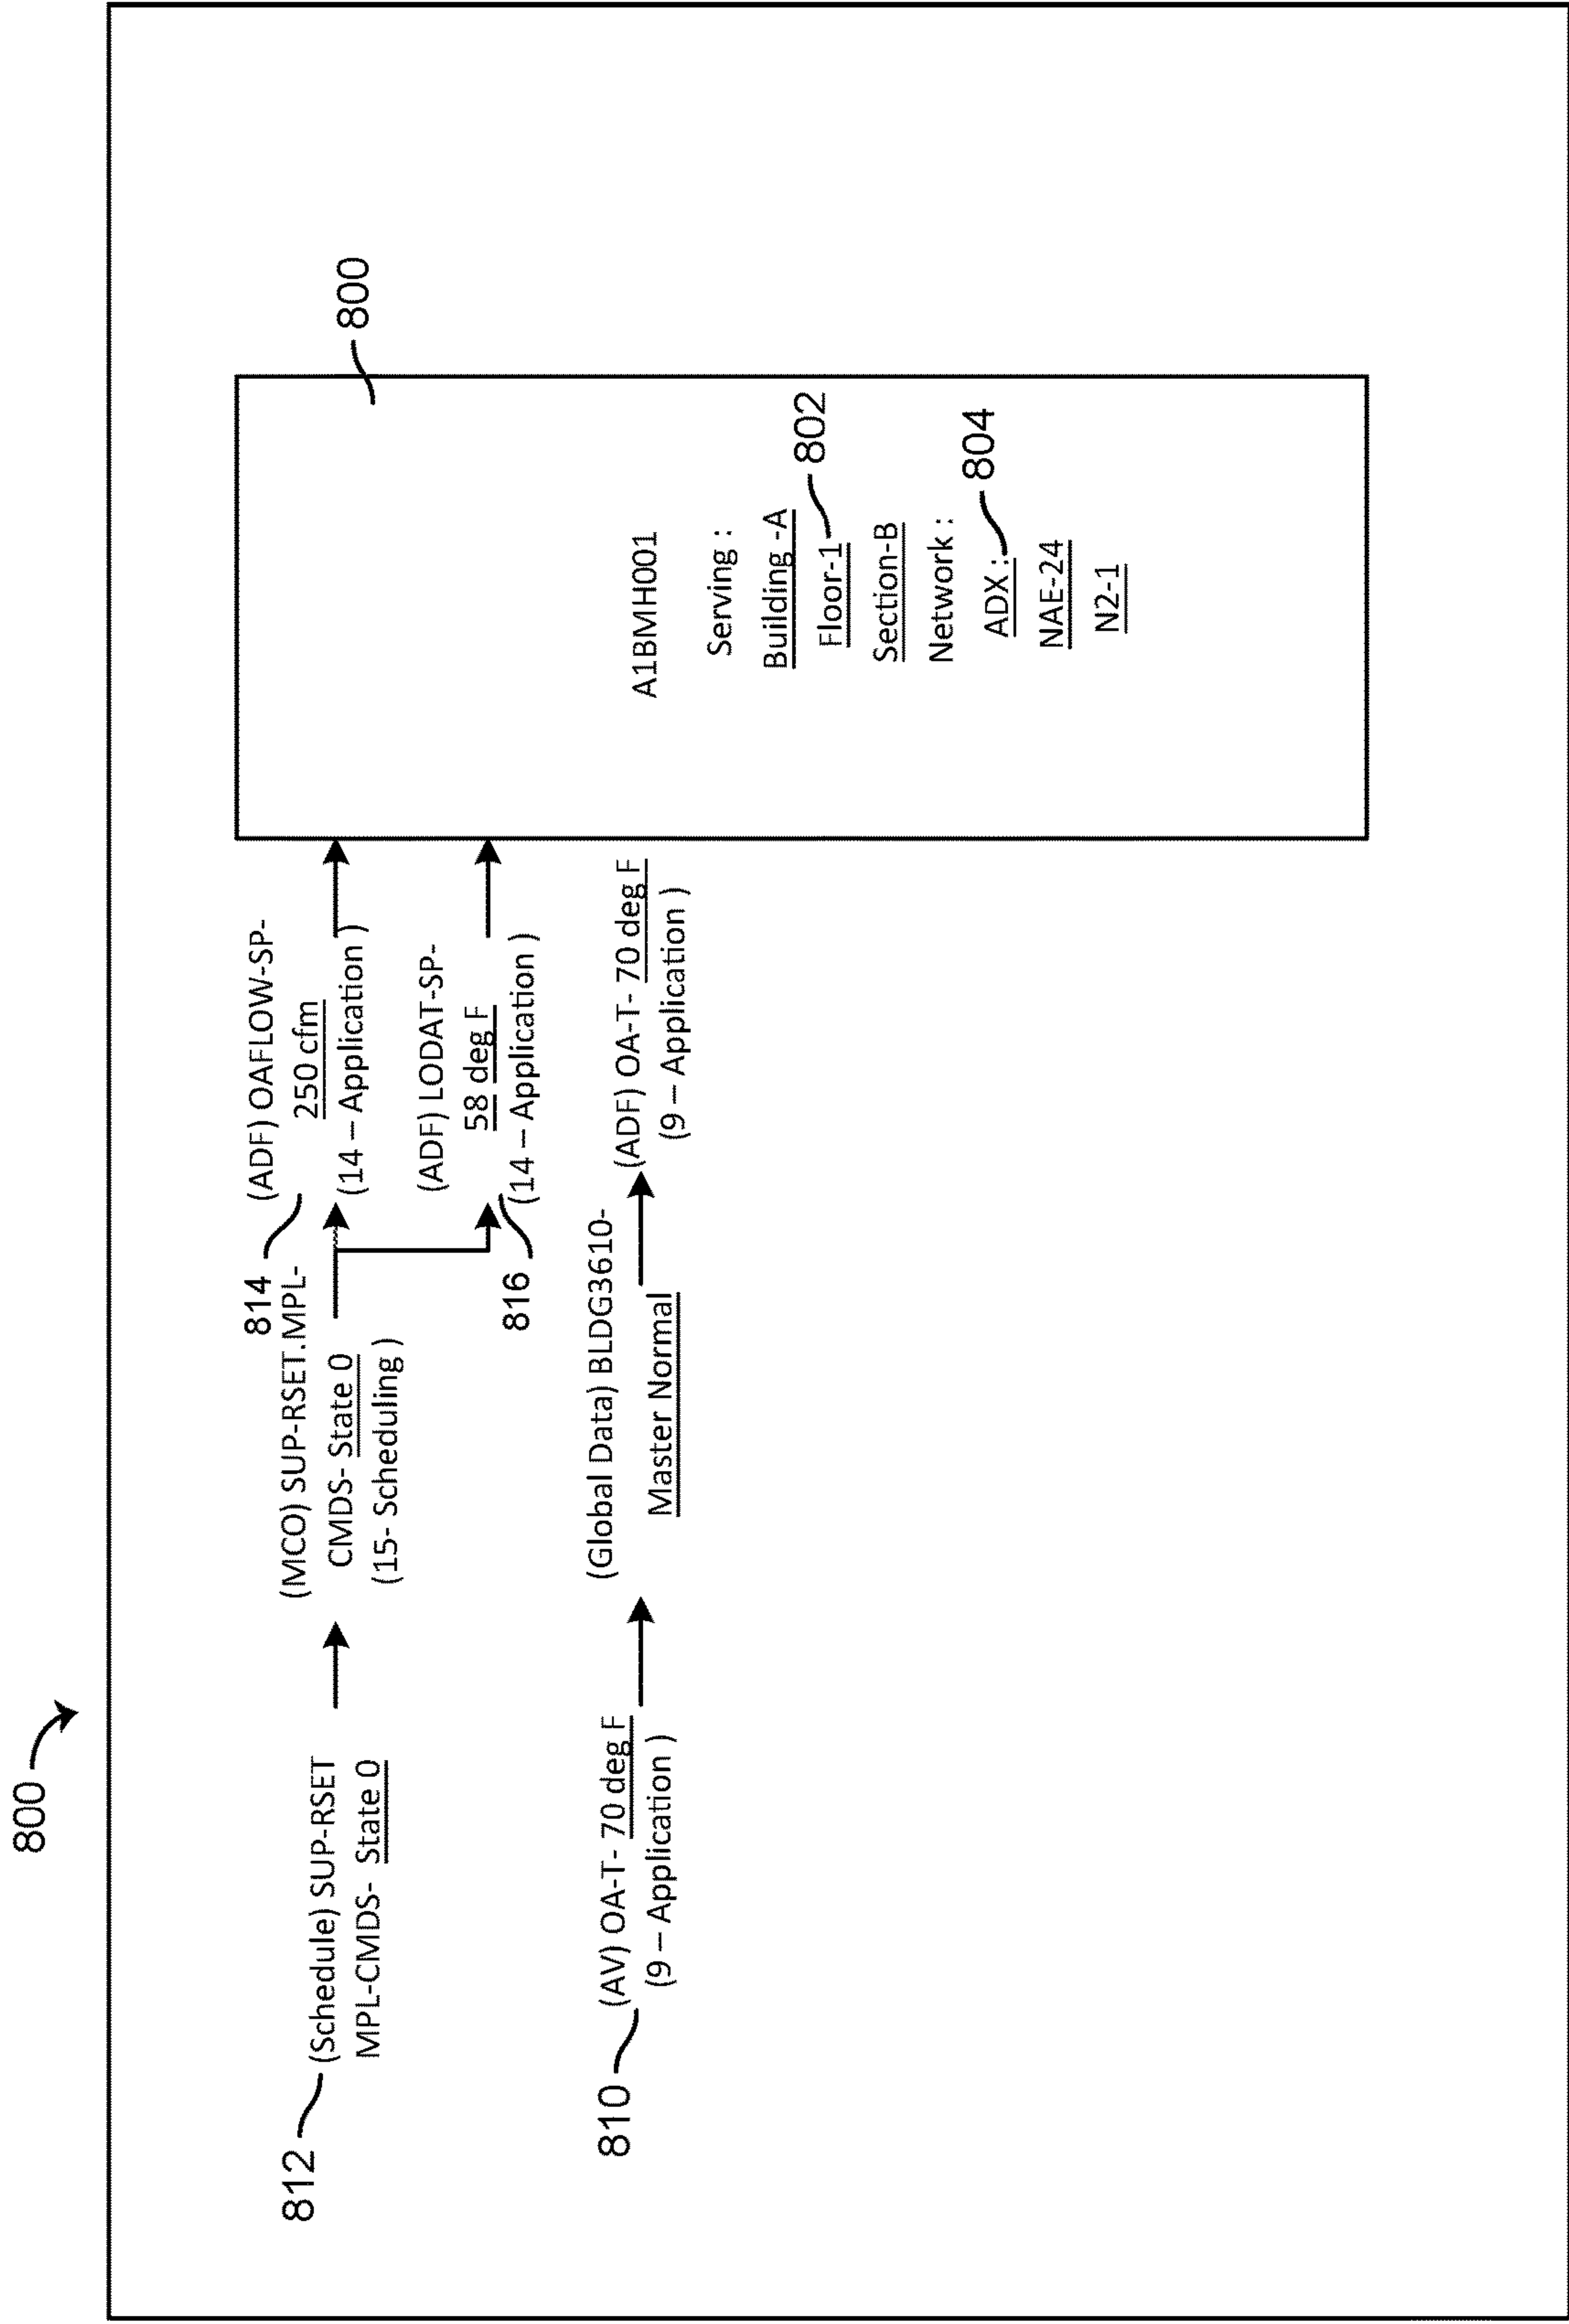 800
812
(Schedule) SUP-RSET
MPL-CMDS- State 0
(MCO) SUP-RSET.MPL-
CMDS- State 0
(15- Scheduling )
814
(ADF) OAFLOW-SP-
250 cfm
(14 – Application )
816
(ADF) LODAT-SP-
58 deg F
(14 – Application )
810
(AV) OA-T- 70 deg F
(9 – Application )
(Global Data) BLDG3610-
Master Normal
(ADF) OA-T- 70 deg F
(9 – Application )
800
A1BMH001
Serving :
Building -A
Floor-1
802
Section-B
Network :
ADX :
804
NAE-24
N2-1